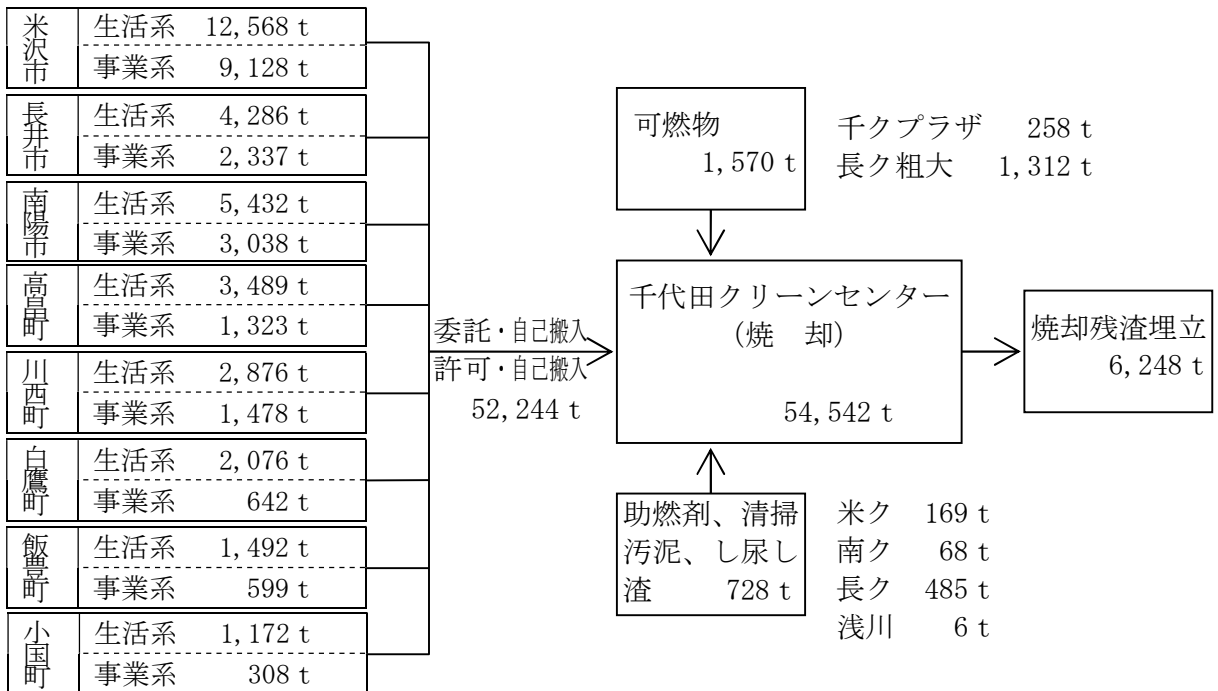 米沢市
生活系 12,568 t
事業系 9,128 t
長井市
生活系 4,286 t
事業系 2,337 t
南陽市
生活系 5,432 t
事業系 3,038 t
高畠町
生活系 3,489 t
事業系 1,323 t
川西町
生活系 2,876 t
事業系 1,478 t
白鷹町
生活系 2,076 t
事業系 642 t
飯豊町
生活系 1,492 t
事業系 599 t
小国町
生活系 1,172 t
事業系 308 t
委託・自己搬入
許可・自己搬入
52,244 t
可燃物
1,570 t
千クプラザ 258 t
長ク粗大 1,312 t
千代田クリーンセンター
(焼 却)
54,542 t
焼却残渣埋立
6,248 t
助燃剤、清掃
汚泥、し尿し
渣 728 t
米ク 169 t
南ク 68 t
長ク 485 t
浅川 6 t